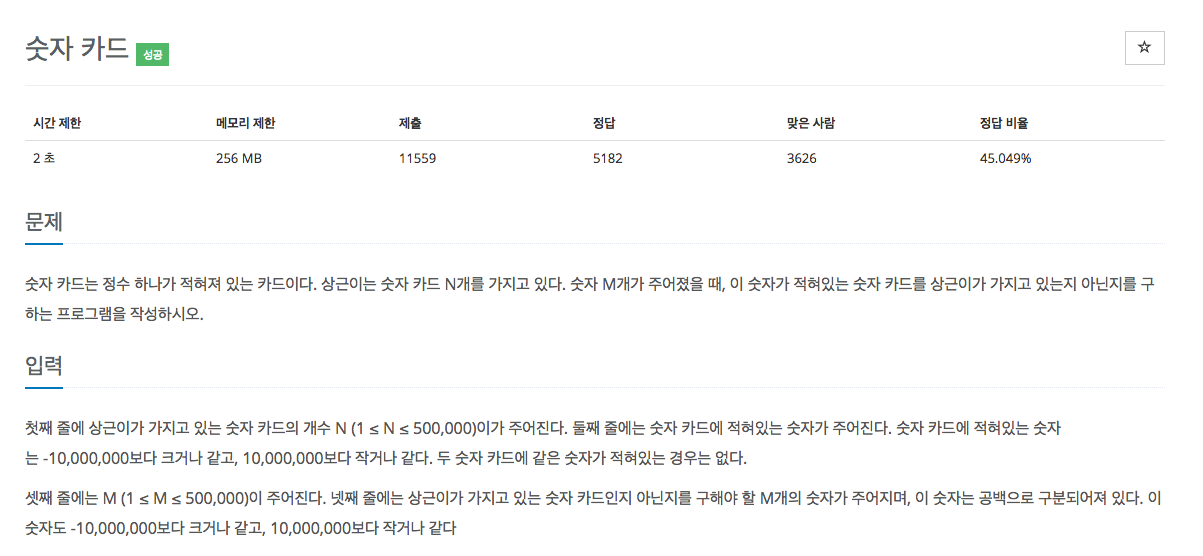 숫자 카드 성공
☆
시간 제한 메모리 제한 제출 정답 맞은 사람 정답 비율
2 초 256 MB 11559 5182 3626 45.049%
문제
숫자 카드는 정수 하나가 적혀져 있는 카드이다. 상근이는 숫자 카드 N개를 가지고 있다. 숫자 M개가 주어졌을 때, 이 숫자가 적혀있는 숫자 카드를 상근이가 가지고 있는지 아닌지를 구
하는 프로그램을 작성하시오.
입력
첫째 줄에 상근이가 가지고 있는 숫자 카드의 개수 N (1 ≤ N ≤ 500,000)이가 주어진다. 둘째 줄에는 숫자 카드에 적혀있는 숫자가 주어진다. 숫자 카드에 적혀있는 숫자
는 -10,000,000보다 크거나 같고, 10,000,000보다 작거나 같다. 두 숫자 카드에 같은 숫자가 적혀있는 경우는 없다.
셋째 줄에는 M (1 ≤ M ≤ 500,000)이 주어진다. 넷째 줄에는 상근이가 가지고 있는 숫자 카드인지 아닌지를 구해야 할 M개의 숫자가 주어지며, 이 숫자는 공백으로 구분되어져 있다. 이
숫자도 -10,000,000보다 크거나 같고, 10,000,000보다 작거나 같다